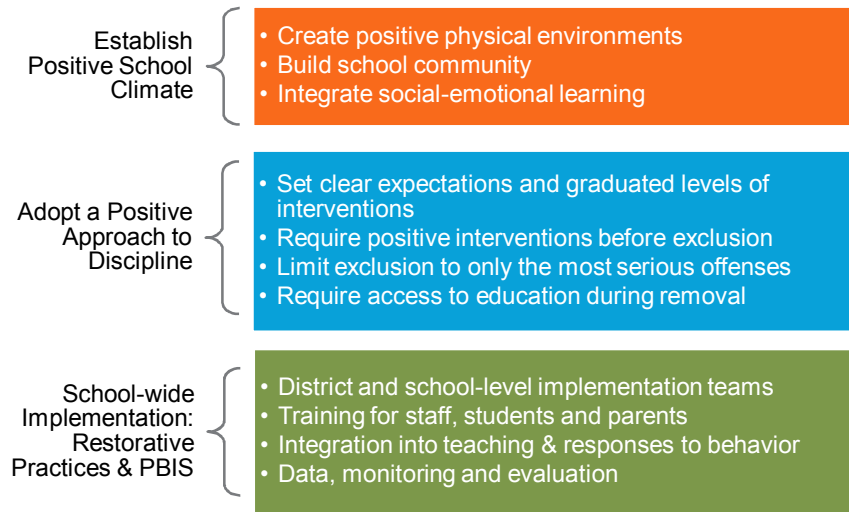 Establish
Positive School
Climate
• Create positive physical environments
• Build school community
• Integrate social-emotional learning
Adopt a Positive
Approach to
Discipline
• Set clear expectations and graduated levels of
interventions
• Require positive interventions before exclusion
• Limit exclusion to only the most serious offenses
• Require access to education during removal
School-wide
Implementation:
Restorative
Practices & PBIS
• District and school-level implementation teams
• Training for staff, students and parents
• Integration into teaching & responses to behavior
• Data, monitoring and evaluation